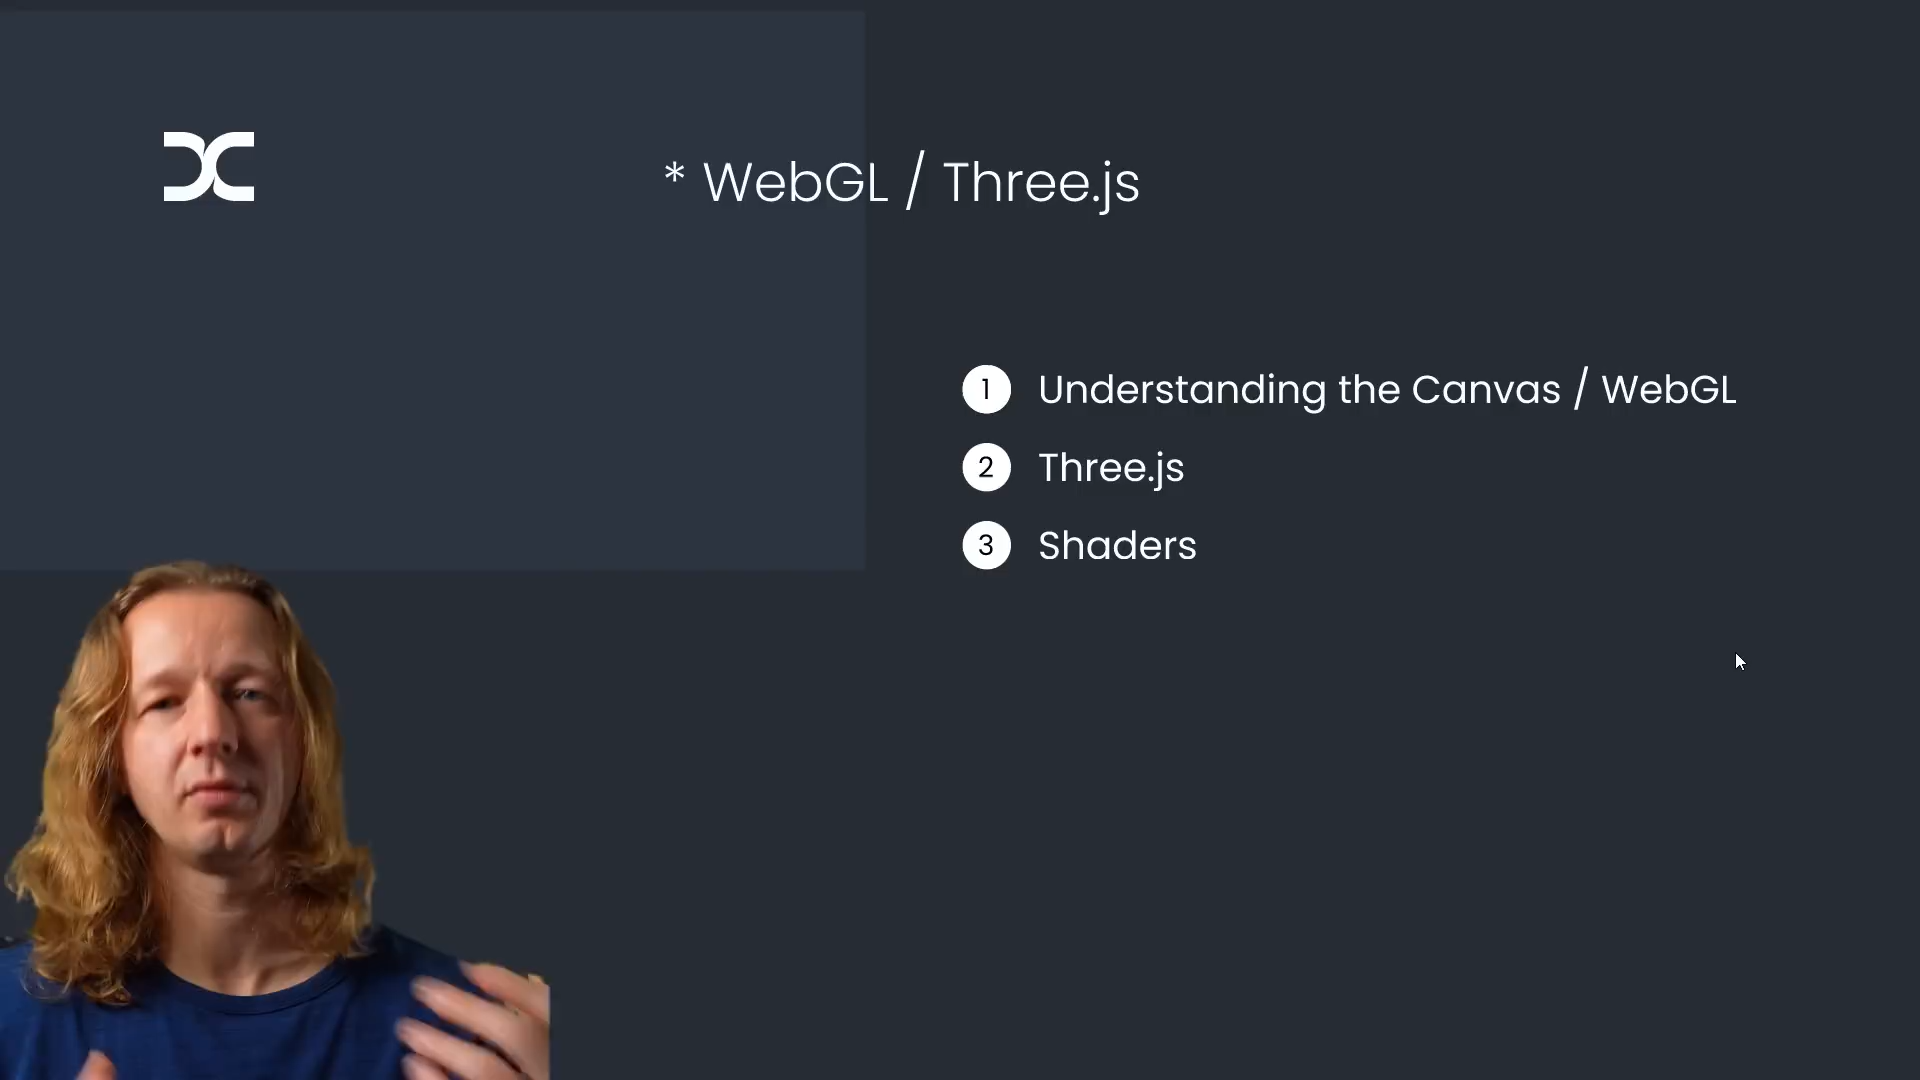 * WebGL / Three.js
1 Understanding the Canvas / WebGL
2 Three.js
3 Shaders